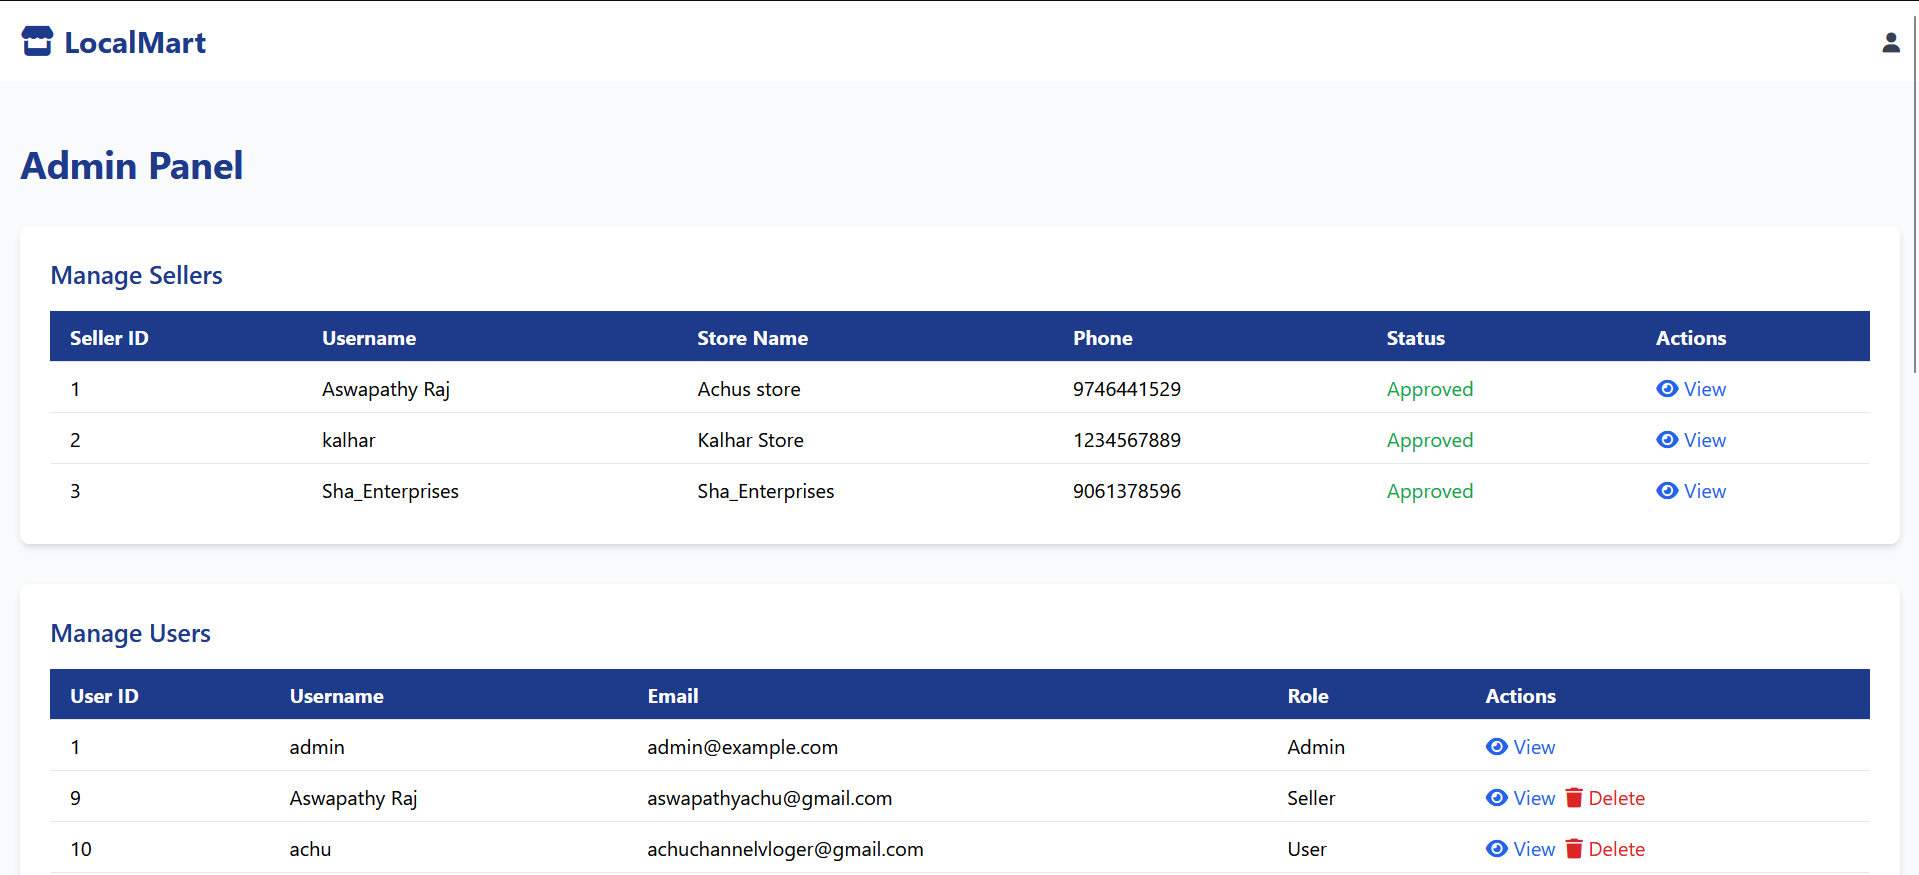 LocalMart
Admin Panel
Manage Sellers
Seller ID Username Store Name Phone Status Actions
1 Aswapathy Raj Achus store 9746441529 Approved View
2 kalhar Kalhar Store 1234567889 Approved View
3 Sha_Enterprises Sha_Enterprises 9061378596 Approved View
Manage Users
User ID Username Email Role Actions
1 admin admin@example.com Admin View
9 Aswapathy Raj aswapathyachu@gmail.com Seller View Delete
10 achu achuchannelvloger@gmail.com User View Delete